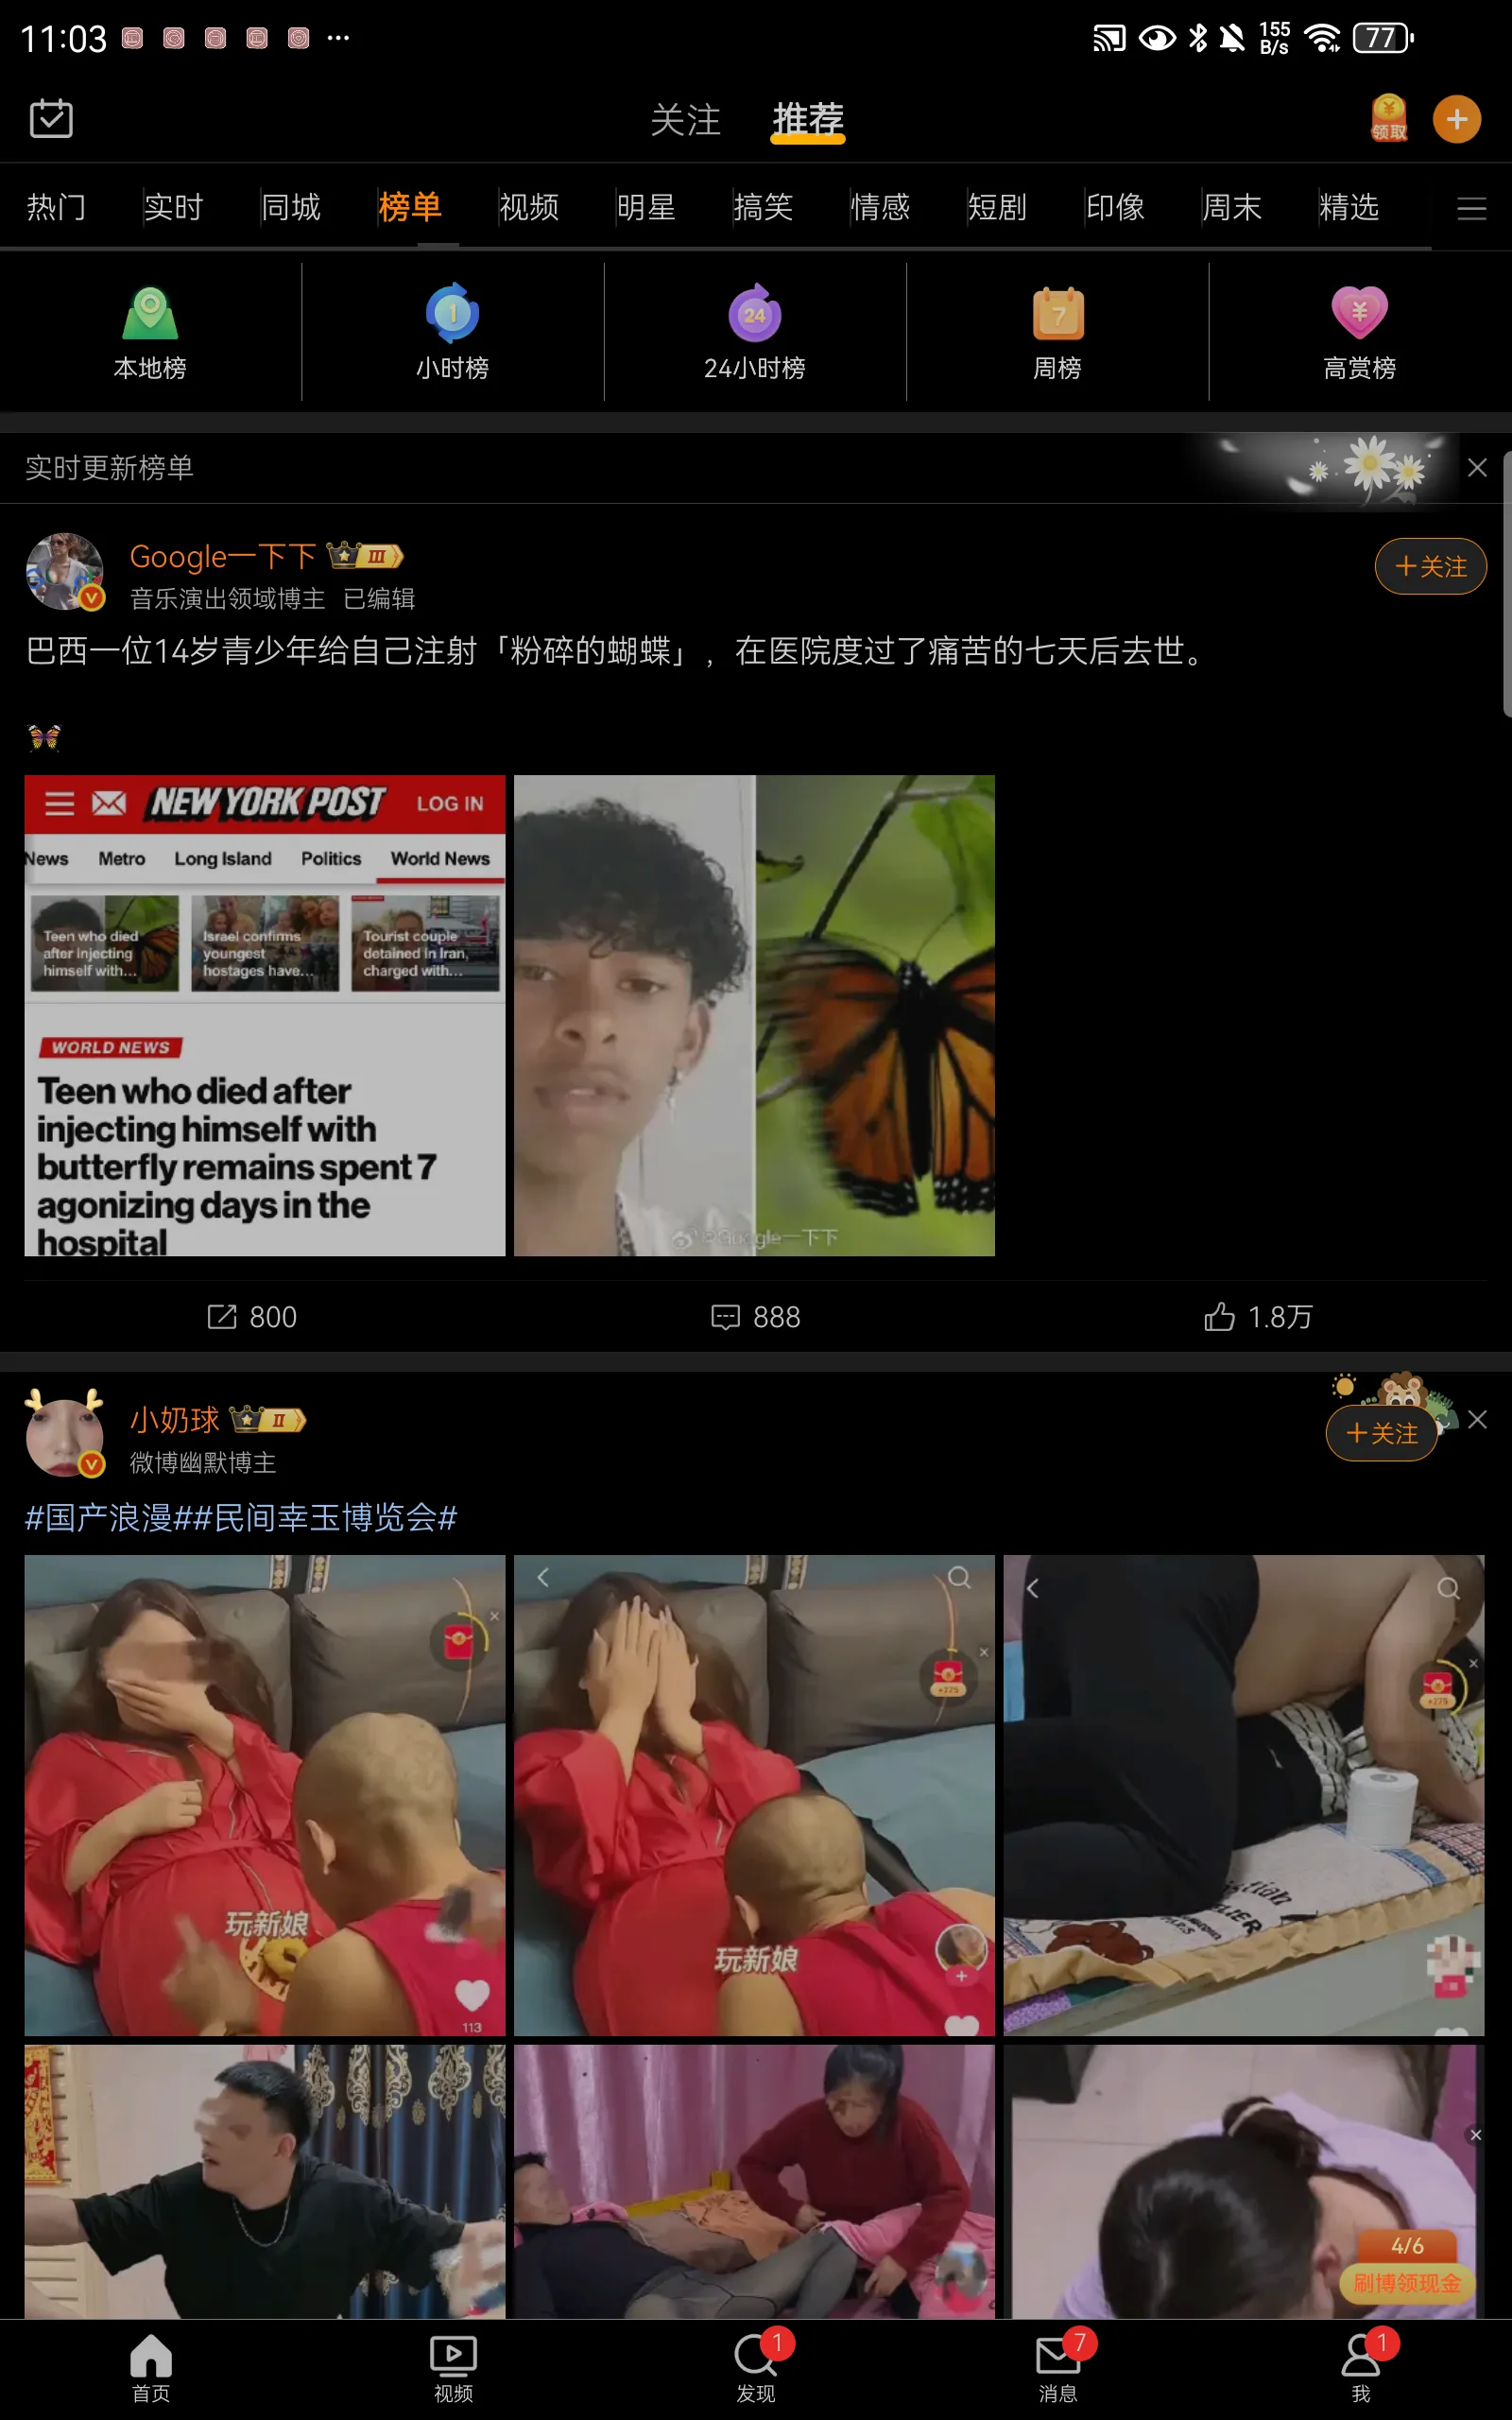 11:03
155
B/s
77
关注
推荐
领取
热门
实时
同城
榜单
视频
明星
搞笑
情感
短剧
印像
周末
精选
1
24
7
本地榜
小时榜
24小时榜
周榜
高赏榜
实时更新榜单
Google一下下
III
+关注
音乐演出领域博主 已编辑
巴西一位14岁青少年给自己注射「粉碎的蝴蝶」，在医院度过了痛苦的七天后去世。
NEW YORK POST
LOG IN
News
Metro
Long Island
Politics
World News
Teen who died
after injecting
himself with...
Israel confirms
youngest
hostages have...
Tourist couple
detained in Iran,
charged with...
WORLD NEWS
Teen who died after
injecting himself with
butterfly remains spent 7
agonizing days in the
hospital
@Google一下下
800
888
1.8万
小奶球
II
+关注
微博幽默博主
#国产浪漫##民间幸玉博览会#
+275
+275
玩新娘
113
玩新娘
4/6
刷博领现金
首页
视频
1
发现
7
消息
1
我